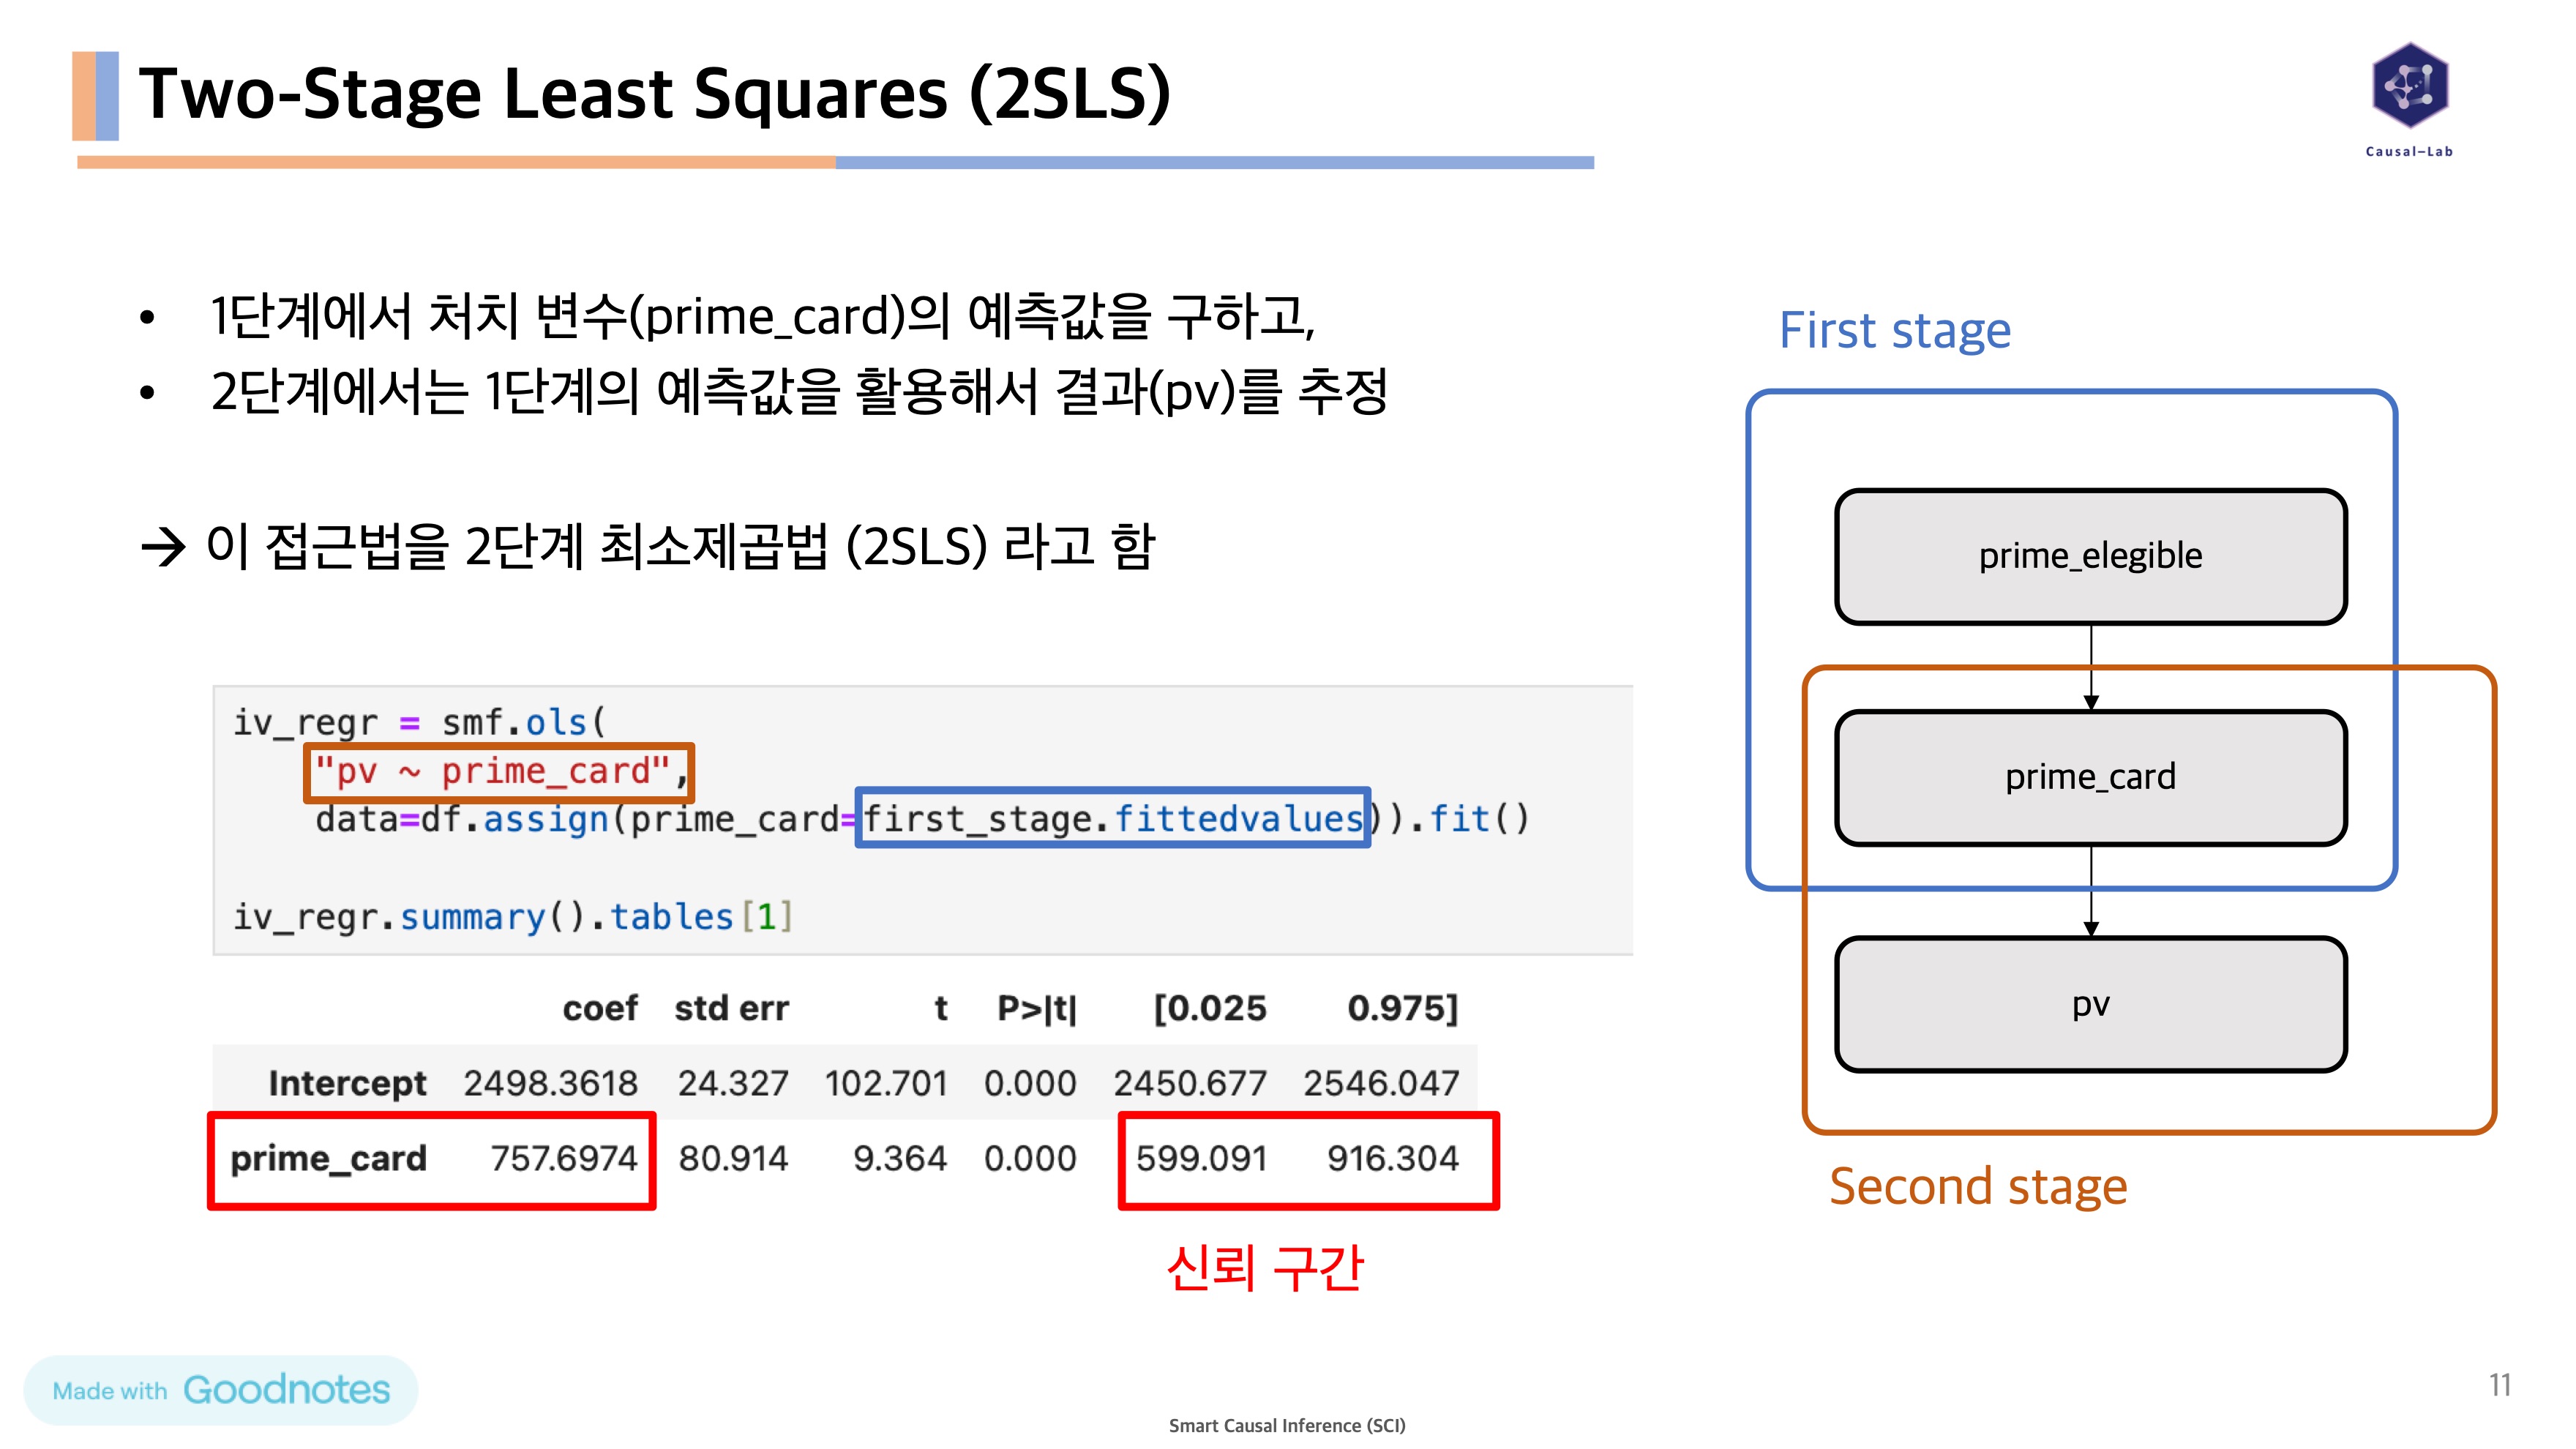 Two-Stage Least Squares (2SLS)
Causal-Lab
• 1단계에서 처치 변수(prime_card)의 예측값을 구하고,
• 2단계에서는 1단계의 예측값을 활용해서 결과(pv)를 추정
→ 이 접근법을 2단계 최소제곱법 (2SLS) 라고 함
iv_regr = smf.ols(
"pv ~ prime_card",
data=df.assign(prime_card=first_stage.fittedvalues)).fit()
iv_regr.summary().tables[1]
coef std err t P>|t| [0.025 0.975]
Intercept 2498.3618 24.327 102.701 0.000 2450.677 2546.047
prime_card 757.6974 80.914 9.364 0.000 599.091 916.304
신뢰 구간
First stage
prime_elegible
prime_card
pv
Second stage
Made with Goodnotes
Smart Causal Inference (SCI)
11